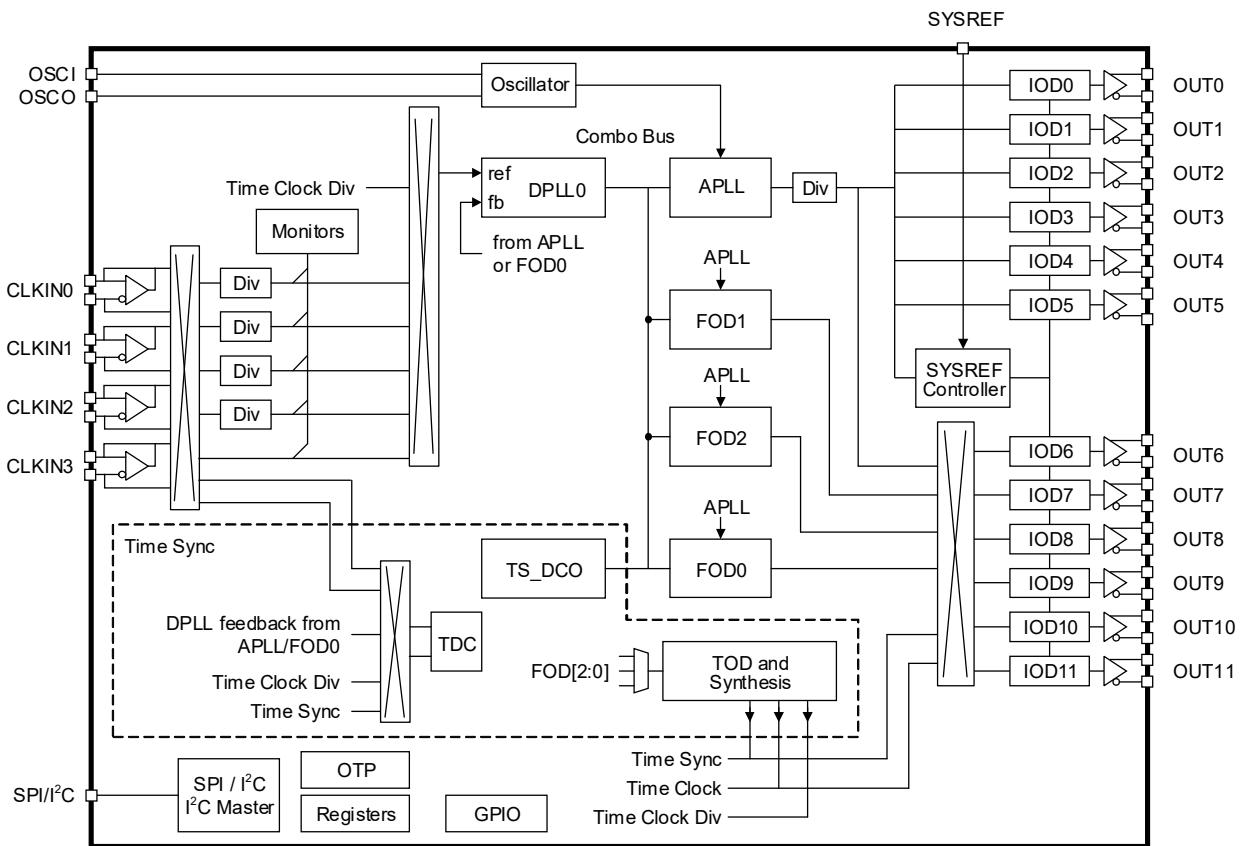 SYSREF
OSCI
OSCO
Oscillator
IOD0
OUT0
IOD1
OUT1
Combo Bus
ref
fb
DPLL0
APLL
Div
IOD2
OUT2
Time Clock Div
Monitors
IOD3
OUT3
from APLL
or FOD0
APLL
IOD4
OUT4
CLKIN0
Div
FOD1
IOD5
OUT5
CLKIN1
Div
Div
APLL
SYSREF
Controller
CLKIN2
Div
FOD2
CLKIN3
IOD6
OUT6
IOD7
OUT7
APLL
Time Sync
TS_DCO
FOD0
IOD8
OUT8
IOD9
OUT9
DPLL feedback from
APLL/FOD0
TDC
IOD10
OUT10
FOD[2:0]
TOD and
Synthesis
IOD11
OUT11
Time Clock Div
Time Sync
Time Sync
Time Clock
Time Clock Div
SPI/I²C
SPI / I²C
I²C Master
OTP
Registers
GPIO